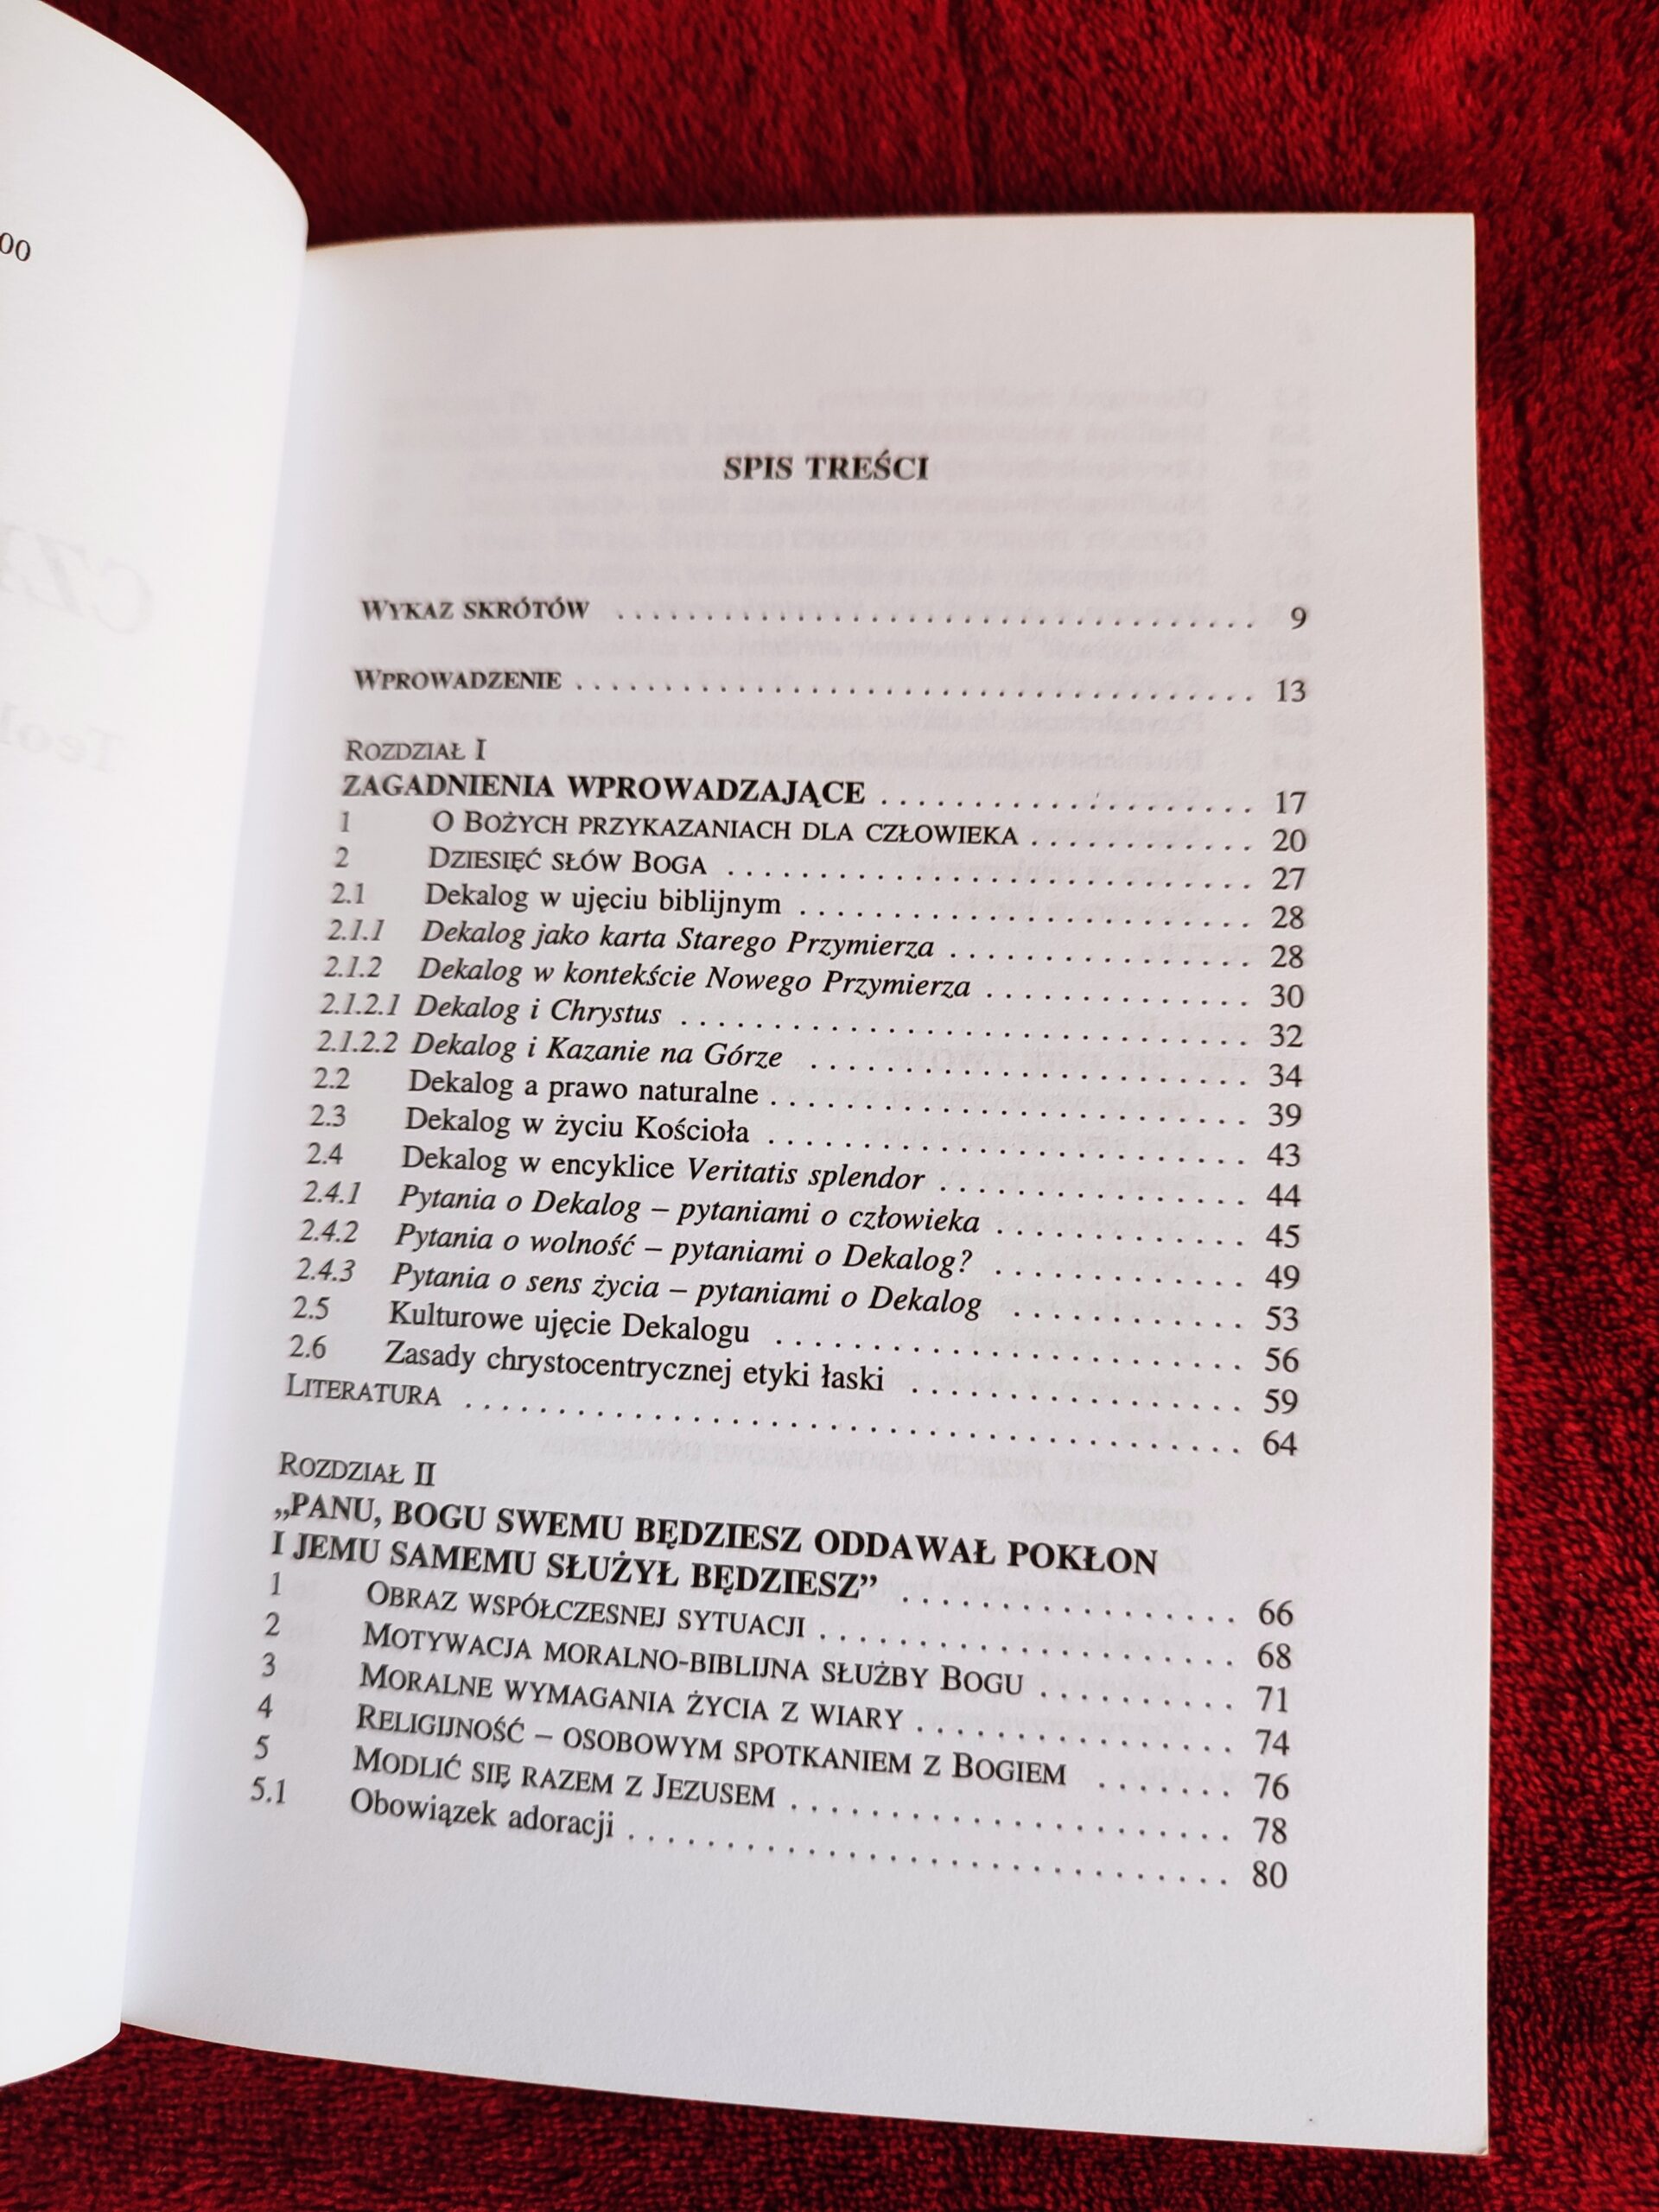 00
SPIS TREŚCI
WYKAZ SKRÓTÓW . . . . . . . . . . . . . . . . . . . . . . . . . . . . . . . . . . . . 9
WPROWADZENIE . . . . . . . . . . . . . . . . . . . . . . . . . . . . . . . . . . . . . 13
ROZDZIAŁ I
ZAGADNIENIA WPROWADZAJĄCE . . . . . . . . . . . . . . . . . . . . . 17
1 O BOŻYCH PRZYKAZANIACH DLA CZŁOWIEKA . . . . . . . . . . . . 20
2 DZIESIĘĆ SŁÓW BOGA . . . . . . . . . . . . . . . . . . . . . . . . . . . . . 27
2.1 Dekalog w ujęciu biblijnym . . . . . . . . . . . . . . . . . . . . . . . . . 28
2.1.1 Dekalog jako karta Starego Przymierza . . . . . . . . . . . . . . . . 28
2.1.2 Dekalog w kontekście Nowego Przymierza . . . . . . . . . . . . . . 30
2.1.2.1 Dekalog i Chrystus . . . . . . . . . . . . . . . . . . . . . . . . . . . . . . . 32
2.1.2.2 Dekalog i Kazanie na Górze . . . . . . . . . . . . . . . . . . . . . . . . 34
2.2 Dekalog a prawo naturalne . . . . . . . . . . . . . . . . . . . . . . . . . . 39
2.3 Dekalog w życiu Kościoła . . . . . . . . . . . . . . . . . . . . . . . . . . 43
2.4 Dekalog w encyklice Veritatis splendor . . . . . . . . . . . . . . . . . 44
2.4.1 Pytania o Dekalog – pytaniami o człowieka . . . . . . . . . . . . . 45
2.4.2 Pytania o wolność – pytaniami o Dekalog? . . . . . . . . . . . . . 49
2.4.3 Pytania o sens życia – pytaniami o Dekalog . . . . . . . . . . . . 53
2.5 Kulturowe ujęcie Dekalogu . . . . . . . . . . . . . . . . . . . . . . . . . . 56
2.6 Zasady chrystocentrycznej etyki łaski . . . . . . . . . . . . . . . . . . 59
LITERATURA . . . . . . . . . . . . . . . . . . . . . . . . . . . . . . . . . . . . . . . . . 64
ROZDZIAŁ II
„PANU, BOGU SWEMU BĘDZIESZ ODDAWAŁ POKŁON
I JEMU SAMEMU SŁUŻYŁ BĘDZIESZ” . . . . . . . . . . . . . . . . . . 66
1 OBRAZ WSPÓŁCZESNEJ SYTUACJI . . . . . . . . . . . . . . . . . . . . . . 68
2 MOTYWACJA MORALNO-BIBLIJNA SŁUŻBY BOGU . . . . . . . . . . 71
3 MORALNE WYMAGANIA ŻYCIA Z WIARY . . . . . . . . . . . . . . . . . 74
4 RELIGIJNOŚĆ – OSOBOWYM SPOTKANIEM Z BOGIEM . . . . . . . 76
5 MODLIĆ SIĘ RAZEM Z JEZUSEM . . . . . . . . . . . . . . . . . . . . . . . . 78
5.1 Obowiązek adoracji . . . . . . . . . . . . . . . . . . . . . . . . . . . . . . . . 80